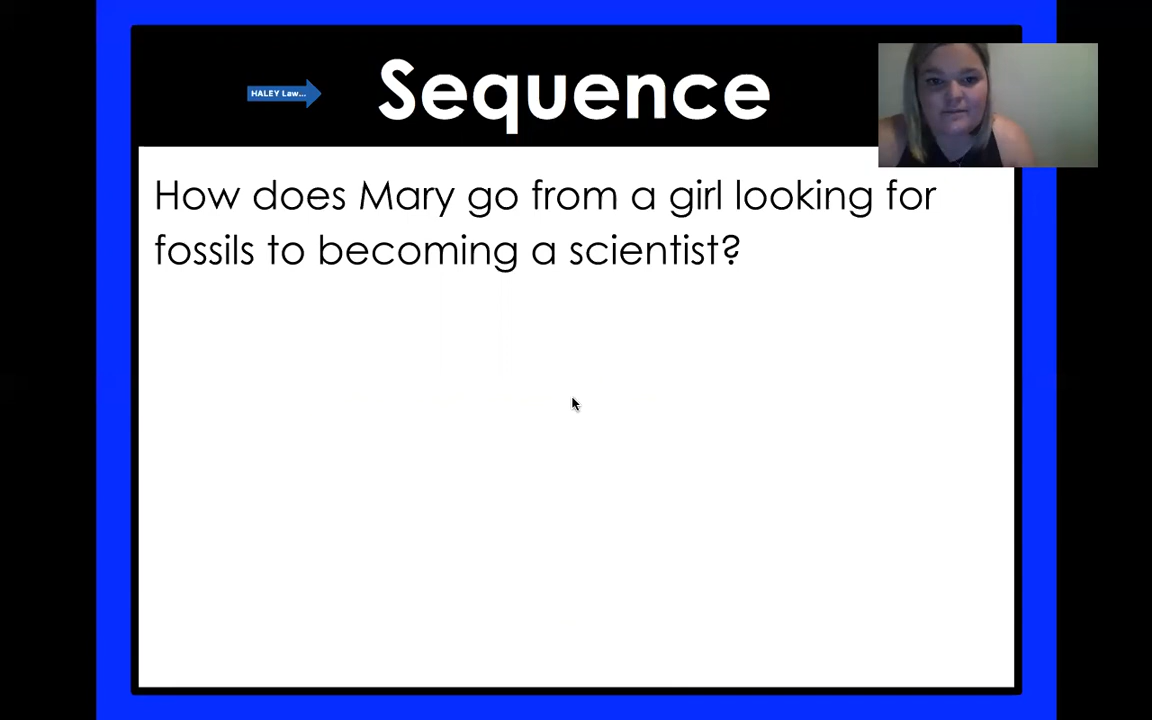 HALEY Law...
Sequence
How does Mary go from a girl looking for
fossils to becoming a scientist?